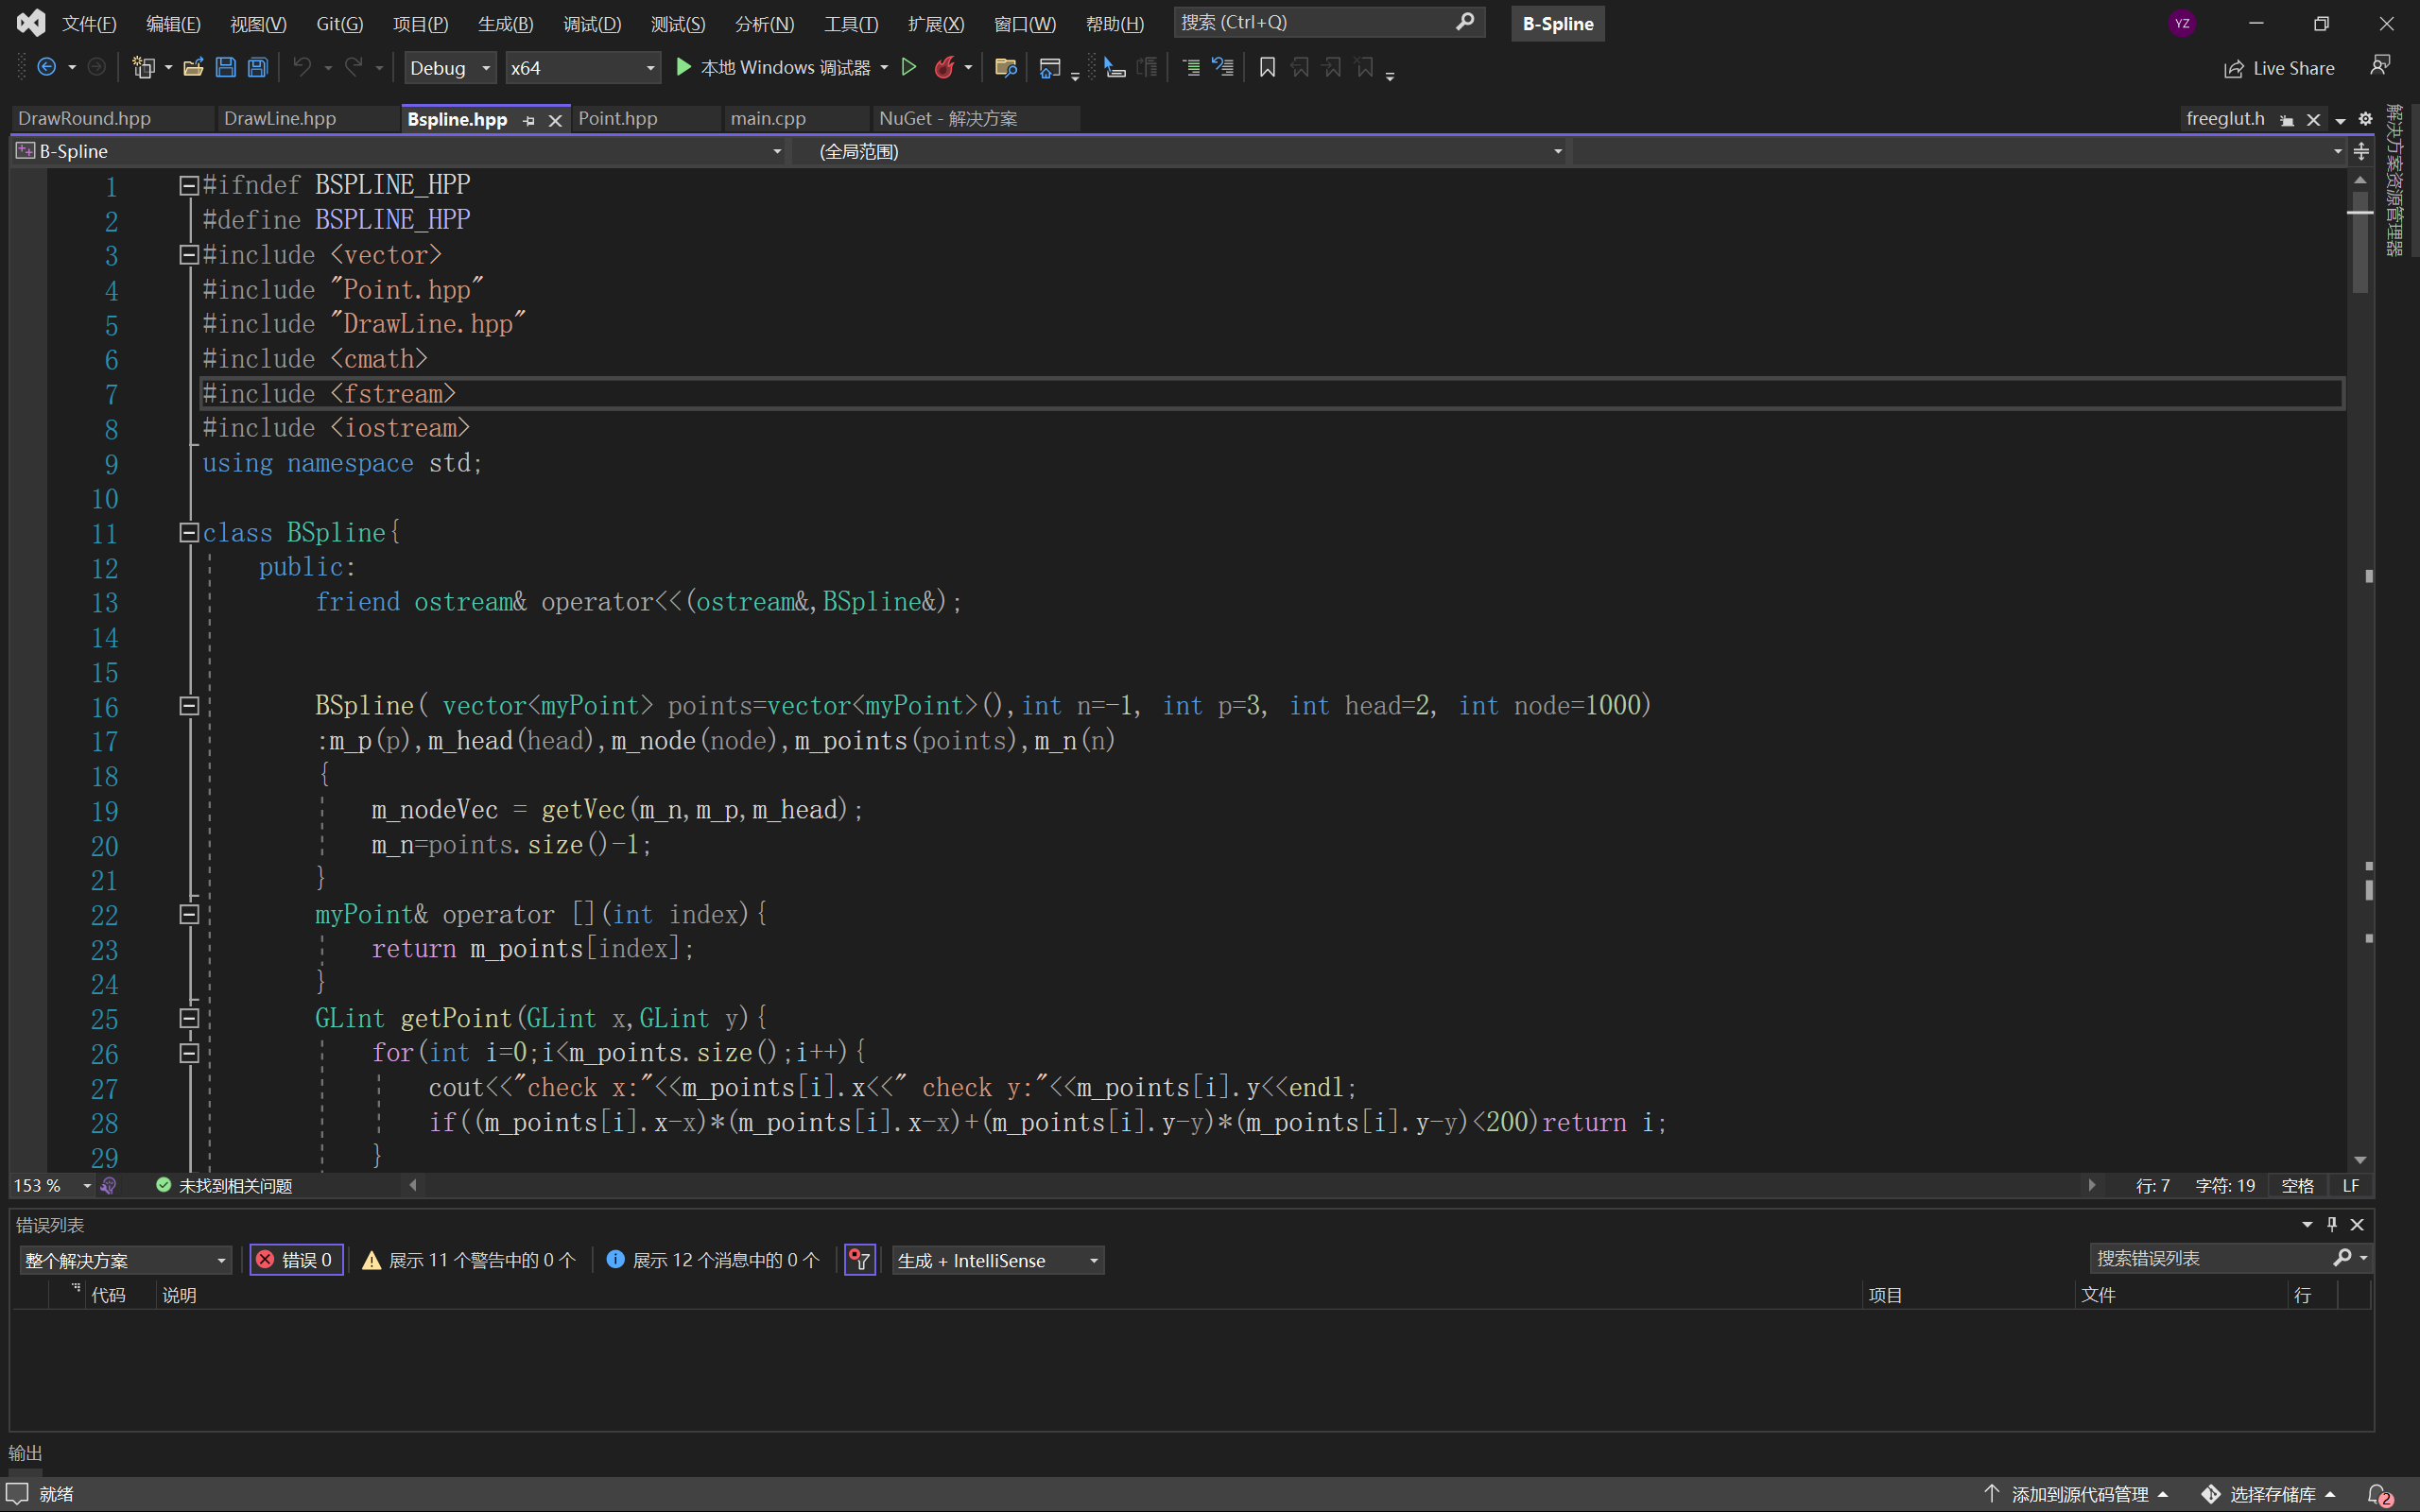 文件(F) 编辑(E) 视图(V) Git(G) 项目(P) 生成(B) 调试(D) 测试(S) 分析(N) 工具(T) 扩展(X) 窗口(W) 帮助(H) 搜索 (Ctrl+Q) B-Spline YZ
Debug x64 本地 Windows 调试器 Live Share
DrawRound.hpp DrawLine.hpp Bspline.hpp Point.hpp main.cpp NuGet - 解决方案 freeglut.h
解决方案资源管理器
B-Spline (全局范围)
1 #ifndef BSPLINE_HPP
2 #define BSPLINE_HPP
3 #include <vector>
4 #include "Point.hpp"
5 #include "DrawLine.hpp"
6 #include <cmath>
7 #include <fstream>
8 #include <iostream>
9 using namespace std;
10
11 class BSpline{
12 public:
13 friend ostream& operator<<(ostream&,BSpline&);
14
15
16 BSpline( vector<myPoint> points=vector<myPoint>(),int n=-1, int p=3, int head=2, int node=1000)
17 :m_p(p),m_head(head),m_node(node),m_points(points),m_n(n)
18 {
19 m_nodeVec = getVec(m_n,m_p,m_head);
20 m_n=points.size()-1;
21 }
22 myPoint& operator [](int index){
23 return m_points[index];
24 }
25 GLint getPoint(GLint x,GLint y){
26 for(int i=0;i<m_points.size();i++){
27 cout<<"check x:"<<m_points[i].x<<" check y:"<<m_points[i].y<<endl;
28 if((m_points[i].x-x)*(m_points[i].x-x)+(m_points[i].y-y)*(m_points[i].y-y)<200)return i;
29 }
153 % 未找到相关问题 行: 7 字符: 19 空格 LF
错误列表
整个解决方案 错误 0 展示 11 个警告中的 0 个 展示 12 个消息中的 0 个 生成 + IntelliSense 搜索错误列表
代码 说明 项目 文件 行
输出
就绪 添加到源代码管理 选择存储库 2